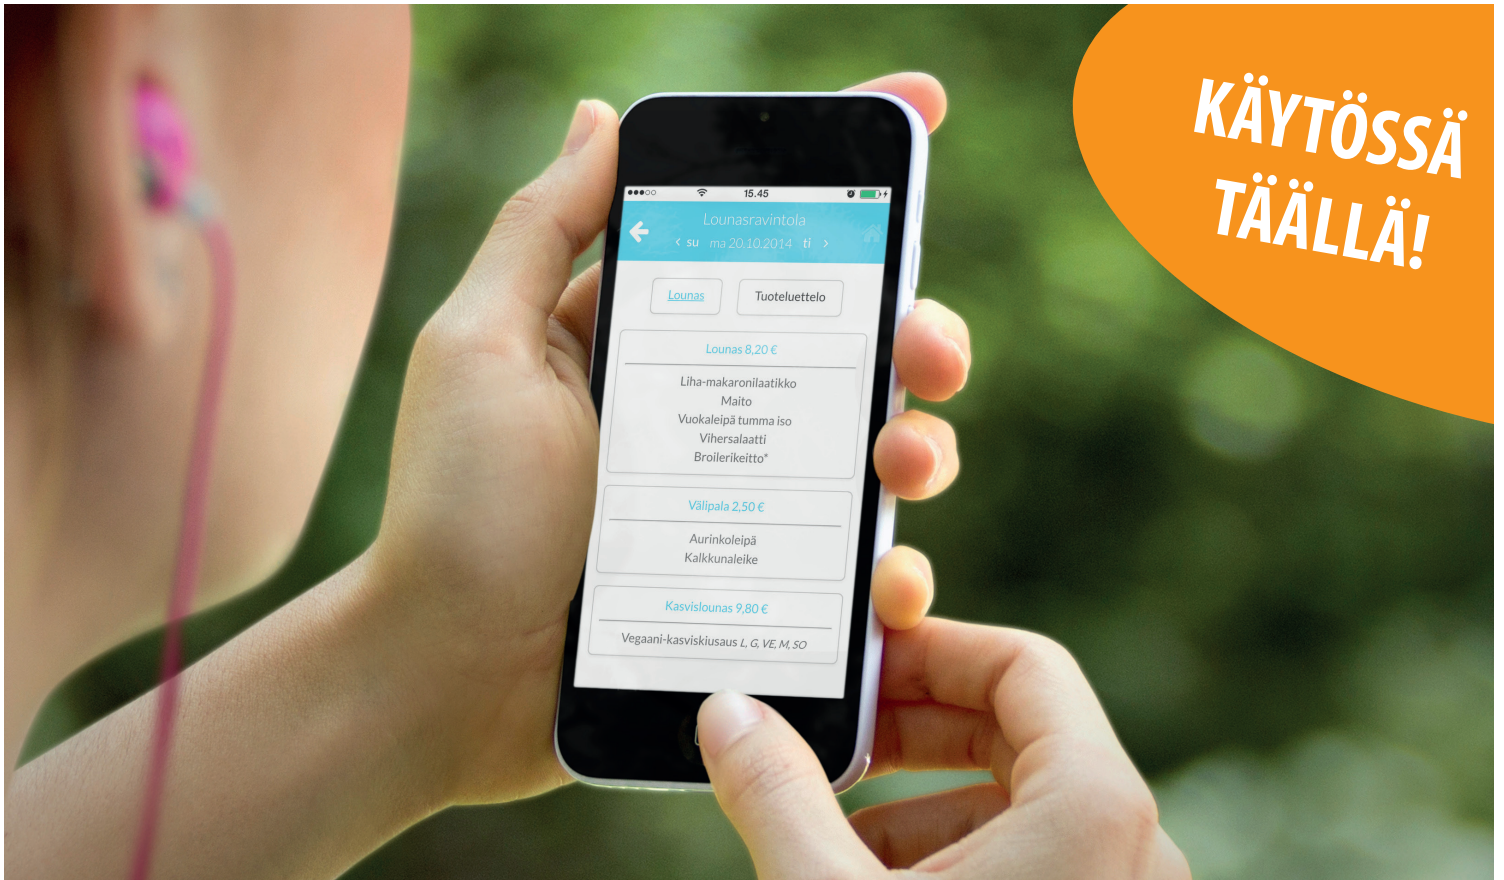 KÄYTÖSSÄ
TÄÄLLÄ!
15.45
Lounasravintola
‹ su ma 20.10.2014 ti ›
Lounas Tuoteluettelo
Lounas 8,20 €
Liha-makaronilaatikko
Maito
Vuokaleipä tumma iso
Vihersalaatti
Broilerikeitto*
Välipala 2,50 €
Aurinkoleipä
Kalkkunaleike
Kasvislounas 9,80 €
Vegaani-kasviskiusaus L, G, VE, M, SO